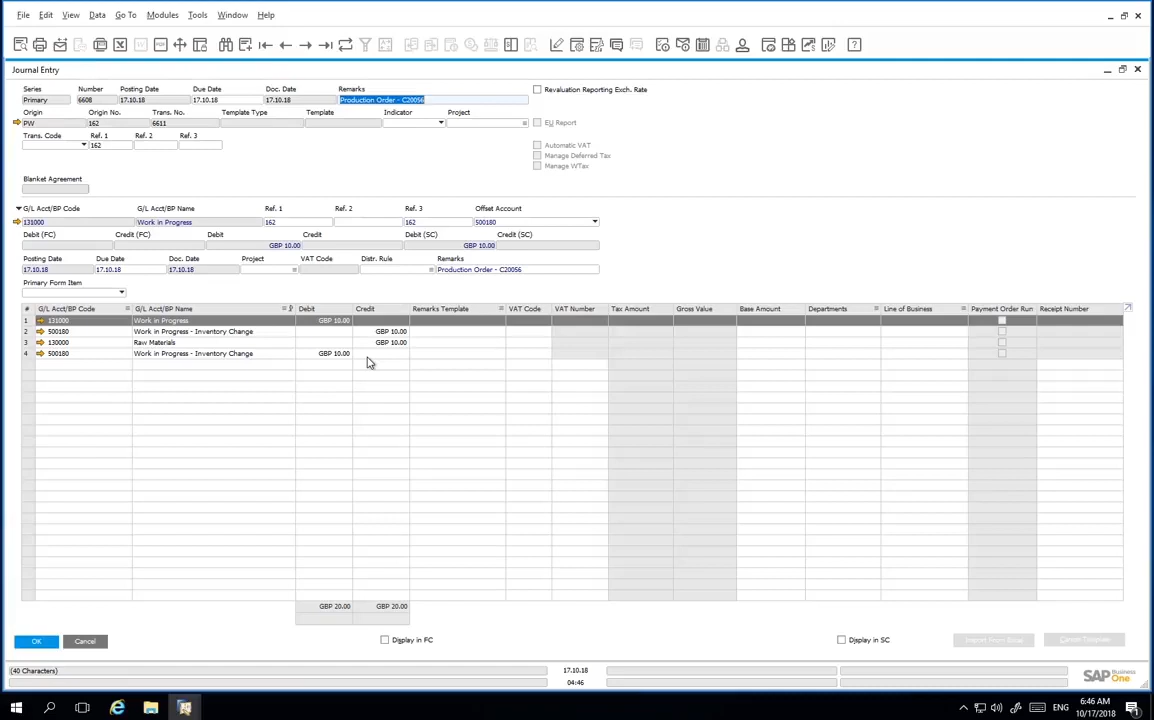 File Edit View Data Go To Modules Tools Window Help
Journal Entry
Series Number Posting Date Due Date Doc. Date Remarks
Primary 6608 17.10.18 17.10.18 17.10.18 Production Order - C20056
Revaluation Reporting Exch. Rate
Origin Origin No. Trans. No. Template Type Template Indicator Project
PW 162 6611
EU Report
Trans. Code Ref. 1 Ref. 2 Ref. 3
162
Automatic VAT
Manage Deferred Tax
Manage WTax
Blanket Agreement
G/L Acct/BP Code G/L Acct/BP Name Ref. 1 Ref. 2 Ref. 3 Offset Account
131000 Work in Progress 162 162 500180
Debit (FC) Credit (FC) Debit Credit Debit (SC) Credit (SC)
GBP 10.00 GBP 10.00
Posting Date Due Date Doc. Date Project VAT Code Distr. Rule Remarks
17.10.18 17.10.18 17.10.18 Production Order - C20056
Primary Form Item
# G/L Acct/BP Code G/L Acct/BP Name Debit Credit Remarks Template VAT Code VAT Number Tax Amount Gross Value Base Amount Departments Line of Business Payment Order Run Receipt Number
1 131000 Work in Progress GBP 10.00
2 500180 Work in Progress - Inventory Change GBP 10.00
3 130000 Raw Materials GBP 10.00
4 500180 Work in Progress - Inventory Change GBP 10.00
GBP 20.00 GBP 20.00
OK Cancel Display in FC Display in SC Import From Excel Cancel Template
(40 Characters) 17.10.18
04:46
SAP Business One
ENG 6:46 AM
10/17/2018